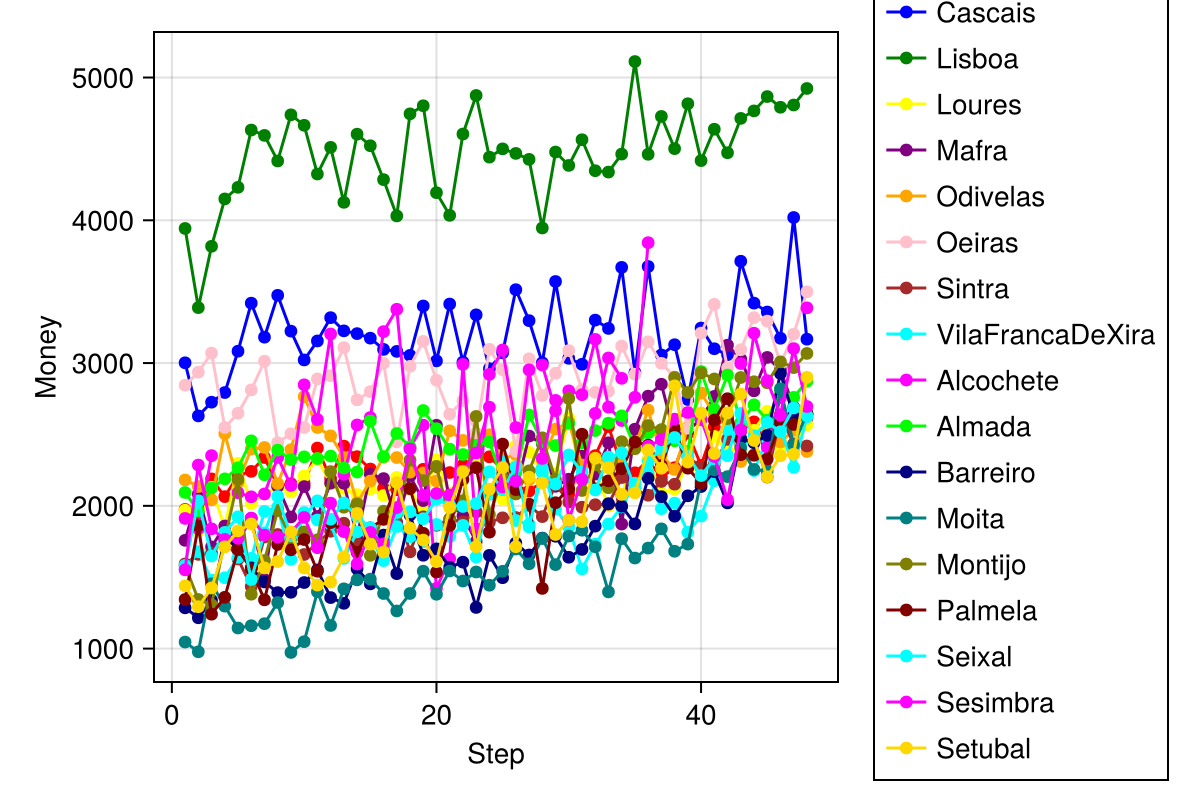 5000
4000
3000
2000
1000
0
20
40
Money
Step
Cascais
Lisboa
Loures
Mafra
Odivelas
Oeiras
Sintra
VilaFrancaDeXira
Alcochete
Almada
Barreiro
Moita
Montijo
Palmela
Seixal
Sesimbra
Setubal